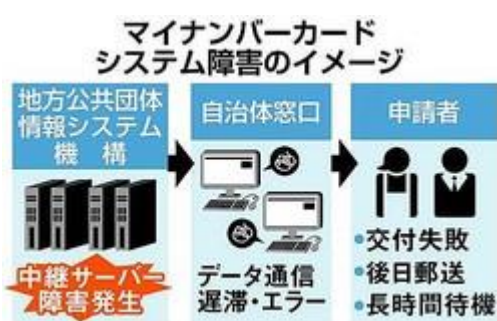 マイナンバーカード
システム障害のイメージ
地方公共団体
情報システム
機構
中継サーバー
障害発生
自治体窓口
データ通信
遅滞・エラー
申請者
•交付失敗
•後日郵送
•長時間待機